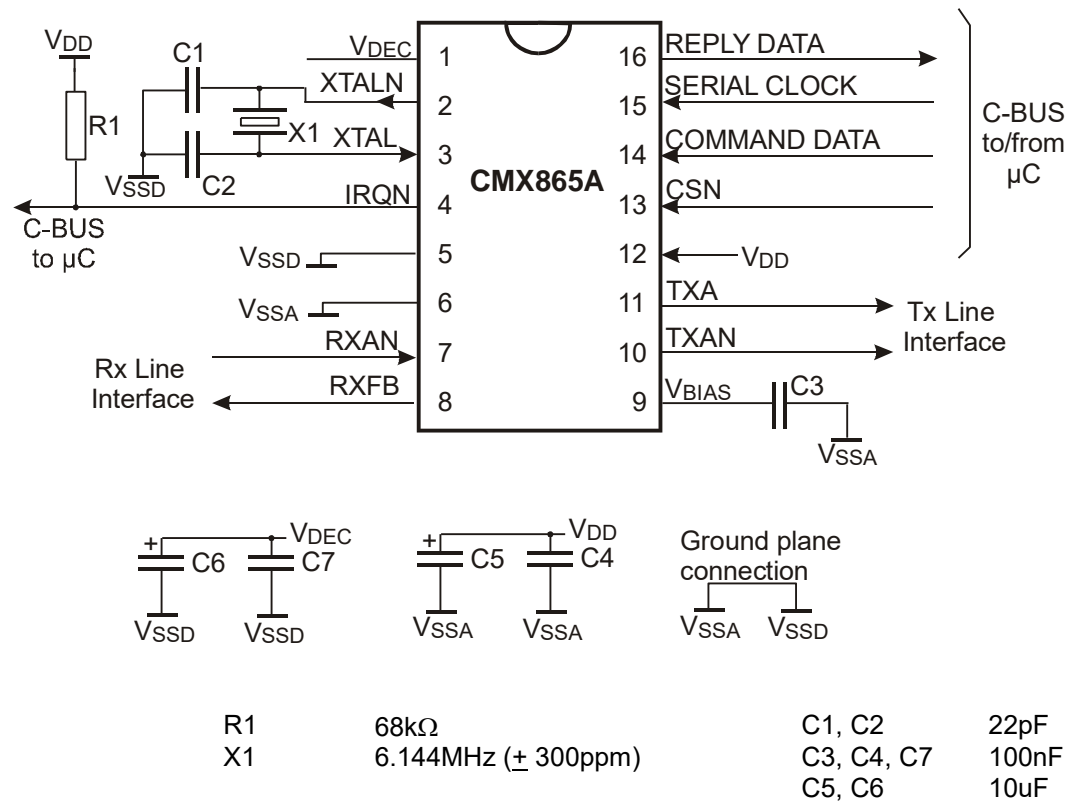 VDD
C1
R1
X1
C2
VSSD
C-BUS
to µC
VDEC
XTALN
XTAL
IRQN
VSSD
VSSA
RXAN
RXFB
Rx Line
Interface
1
2
3
4
5
6
7
8
CMX865A
16
15
14
13
12
11
10
9
REPLY DATA
SERIAL CLOCK
COMMAND DATA
CSN
VDD
TXA
TXAN
VBIAS
C3
VSSA
C-BUS
to/from
µC
Tx Line
Interface
+
C6
C7
VDEC
VSSD
VSSD
+
C5
C4
VDD
VSSA
VSSA
Ground plane
connection
VSSA
VSSD
R1 68kΩ
X1 6.144MHz (± 300ppm)
C1, C2 22pF
C3, C4, C7 100nF
C5, C6 10uF